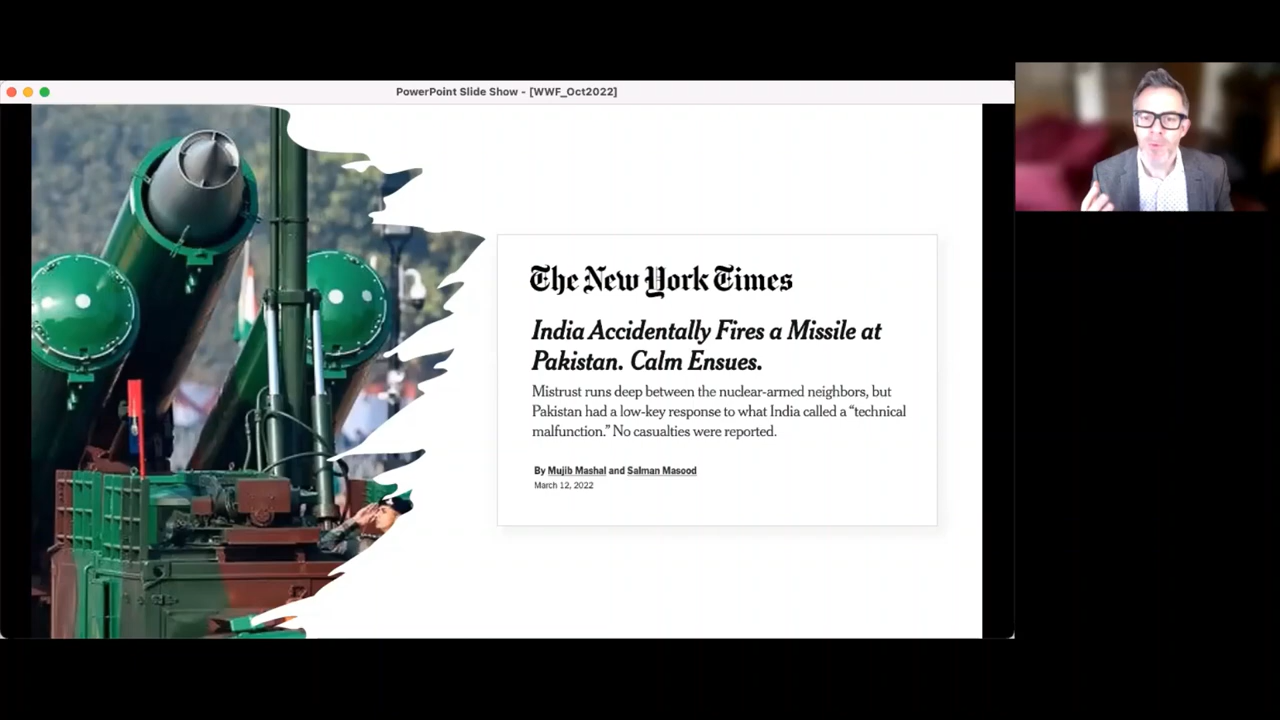 PowerPoint Slide Show - [WWF_Oct2022]
The New York Times
India Accidentally Fires a Missile at
Pakistan. Calm Ensues.
Mistrust runs deep between the nuclear-armed neighbors, but
Pakistan had a low-key response to what India called a “technical
malfunction.” No casualties were reported.
By Mujib Mashal and Salman Masood
March 12, 2022